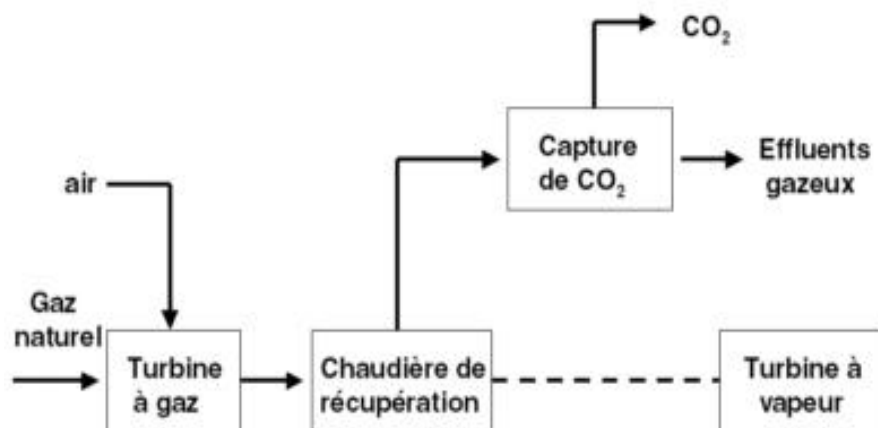 CO₂
Capture
de CO₂
Effluents
gazeux
air
Gaz
naturel
Turbine
à gaz
Chaudière de
récupération
Turbine à
vapeur